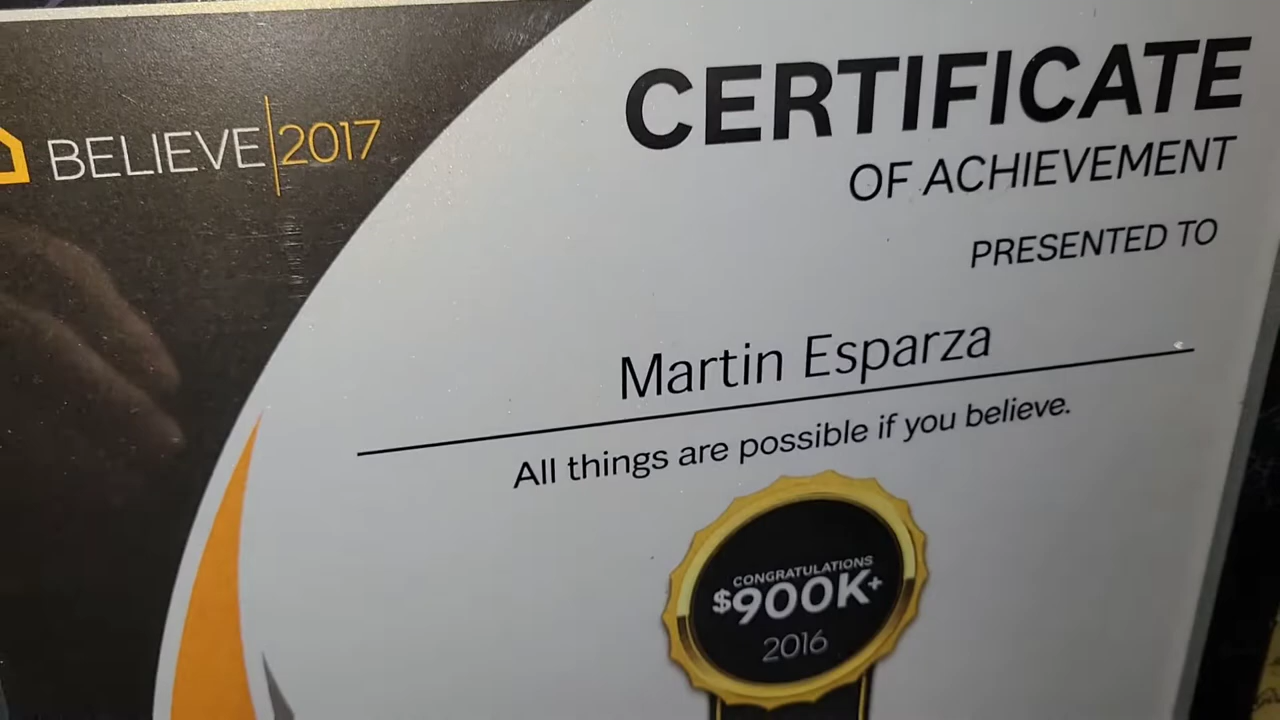 BELIEVE|2017
CERTIFICATE
OF ACHIEVEMENT
PRESENTED TO
Martin Esparza
All things are possible if you believe.
CONGRATULATIONS
$900K+
2016